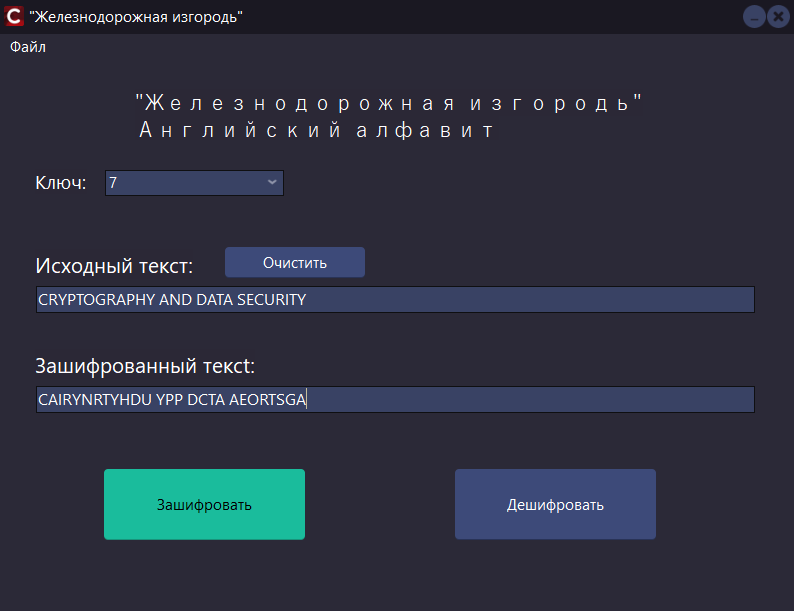 "Железнодорожная изгородь"
Файл
"Железнодорожная изгородь"
Английский алфавит
Ключ: 7
Исходный текст: Очистить
CRYPTOGRAPHY AND DATA SECURITY
Зашифрованный текст:
CAIRYNRTYHDU YPP DCTA AEORTSGA
Зашифровать Дешифровать